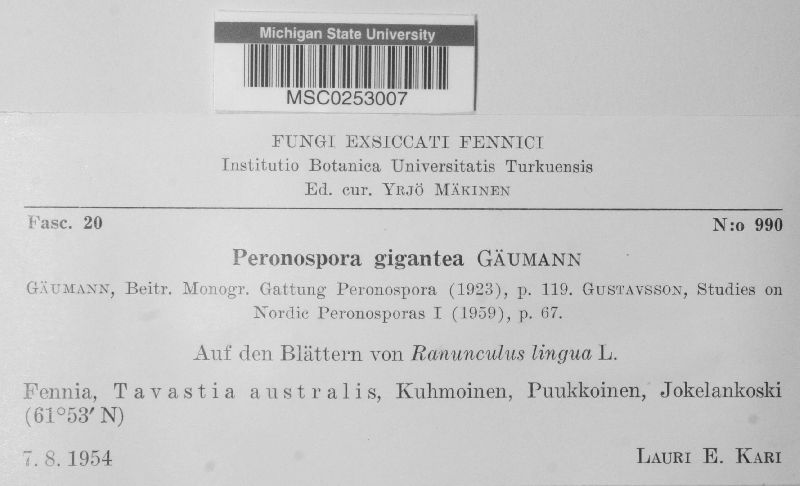 Michigan State University
MSC0253007
FUNGI EXSICCATI FENNICI
Institutio Botanica Universitatis Turkuensis
Ed. cur. YRJÖ MÄKINEN
Fasc. 20 N:o 990
Peronospora gigantea GÄUMANN
GÄUMANN, Beitr. Monogr. Gattung Peronospora (1923), p. 119. GUSTAVSSON, Studies on
Nordic Peronosporas I (1959), p. 67.
Auf den Blättern von Ranunculus lingua L.
Fennia, Tavastia australis, Kuhmoinen, Puukkoinen, Jokelankoski
(61°53′ N)
7. 8. 1954 LAURI E. KARI